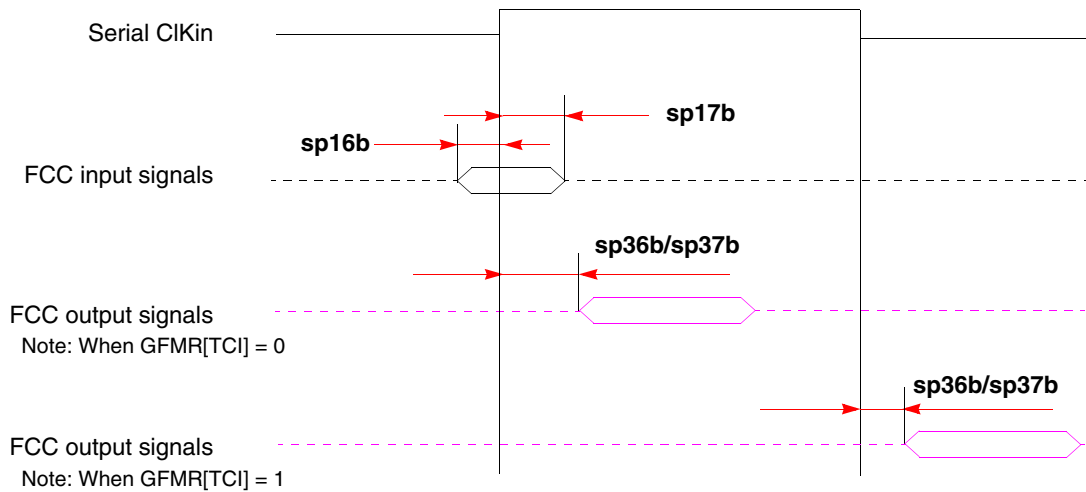 Serial ClKin
sp17b
sp16b
FCC input signals
sp36b/sp37b
FCC output signals
Note: When GFMR[TCI] = 0
sp36b/sp37b
FCC output signals
Note: When GFMR[TCI] = 1